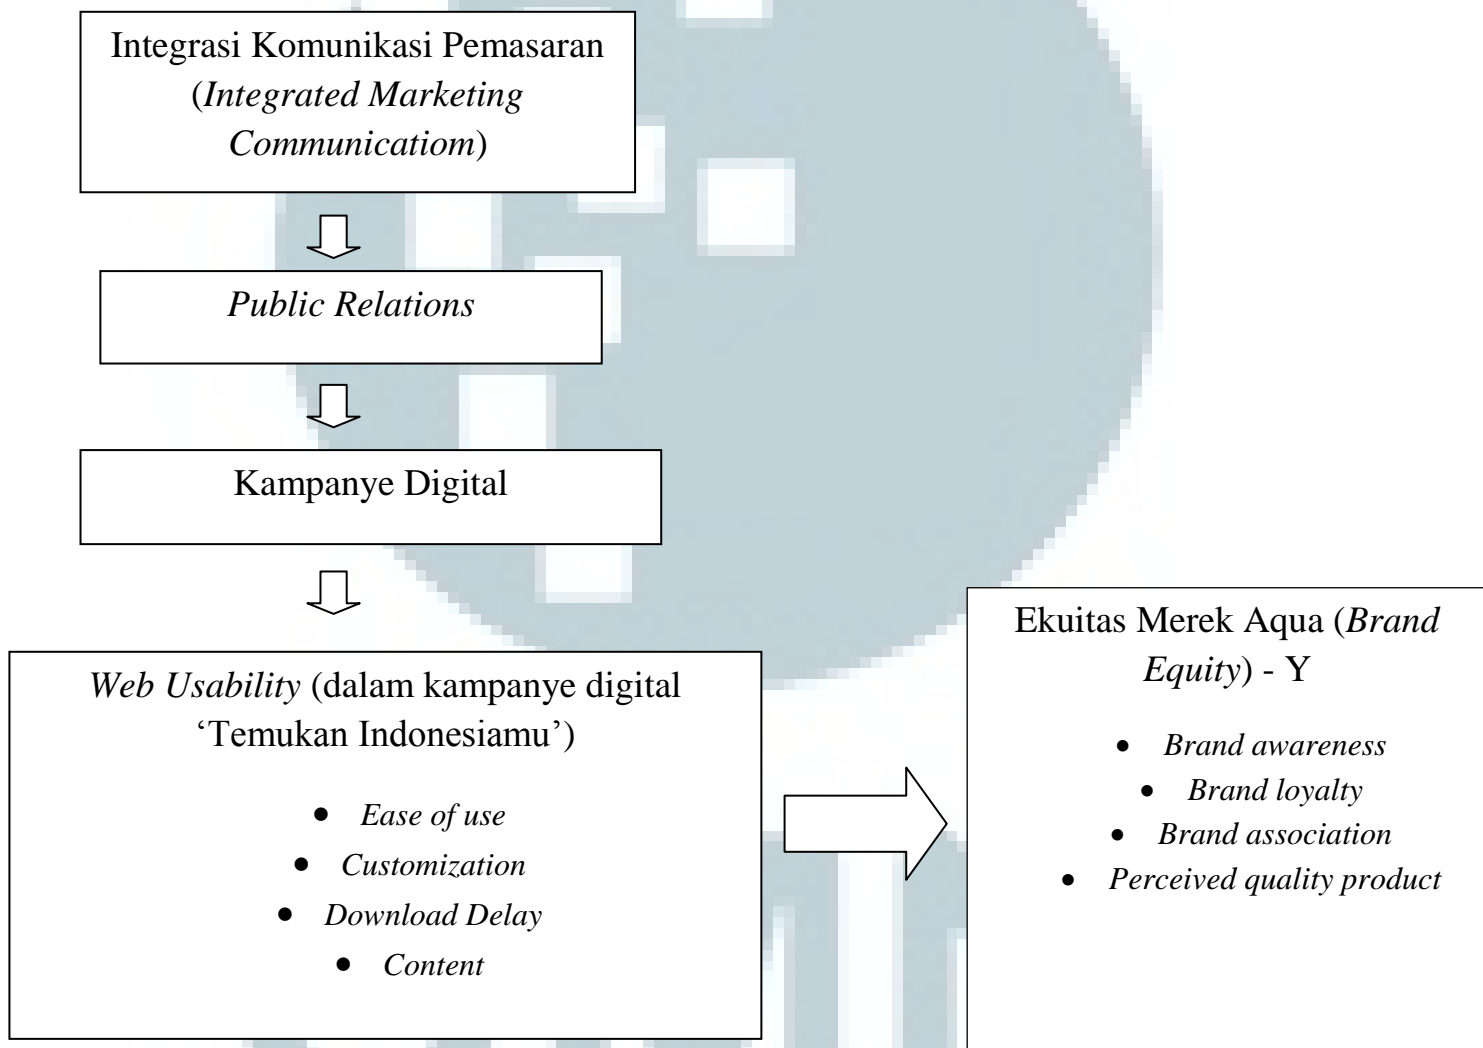 Integrasi Komunikasi Pemasaran
(Integrated Marketing
Communicatiom)
Public Relations
Kampanye Digital
Web Usability (dalam kampanye digital
‘Temukan Indonesiamu’)
• Ease of use
• Customization
• Download Delay
• Content
Ekuitas Merek Aqua (Brand
Equity) - Y
• Brand awareness
• Brand loyalty
• Brand association
• Perceived quality product